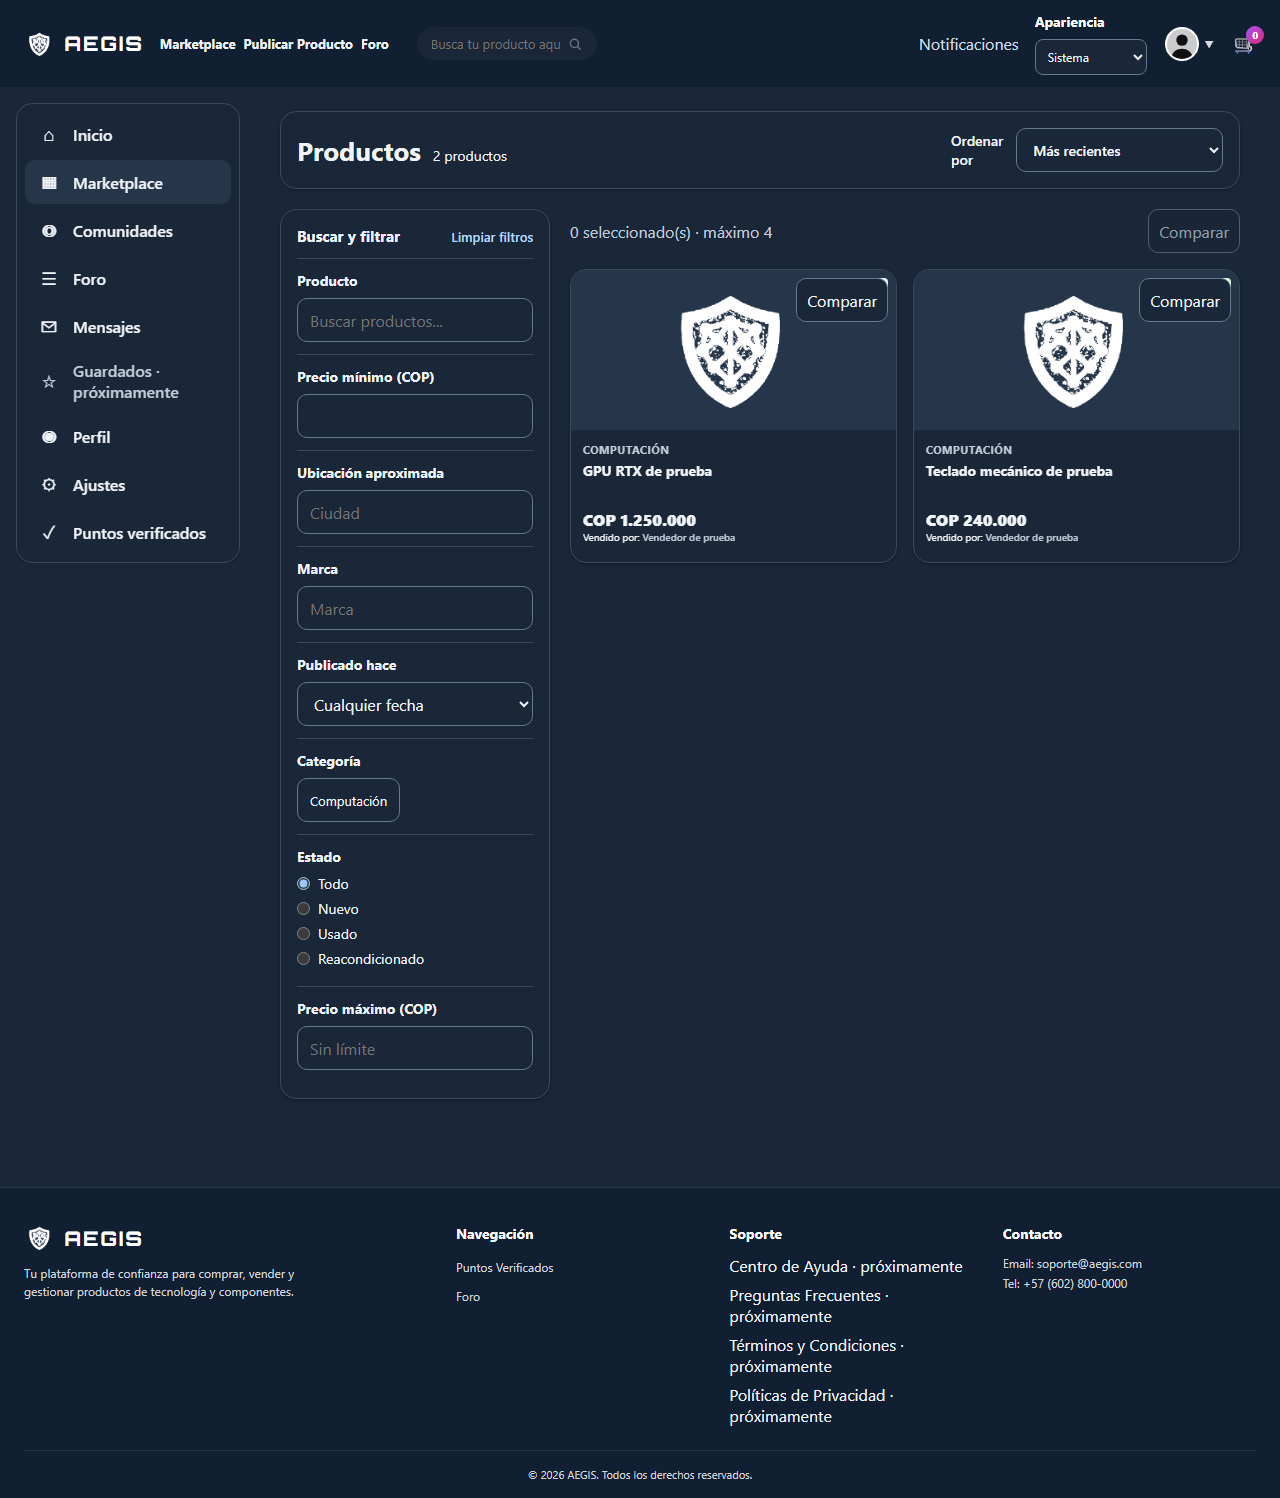 AEGIS
Marketplace Publicar Producto Foro
Busca tu producto aqu
Notificaciones
Apariencia
Sistema
0
Inicio
Marketplace
Comunidades
Foro
Mensajes
Guardados ·
próximamente
Perfil
Ajustes
Puntos verificados
Productos 2 productos
Ordenar
por
Más recientes
Buscar y filtrar
Limpiar filtros
Producto
Buscar productos...
Precio mínimo (COP)
Ubicación aproximada
Ciudad
Marca
Marca
Publicado hace
Cualquier fecha
Categoría
Computación
Estado
Todo
Nuevo
Usado
Reacondicionado
Precio máximo (COP)
Sin límite
0 seleccionado(s) · máximo 4
Comparar
Comparar
COMPUTACIÓN
GPU RTX de prueba
COP 1.250.000
Vendido por: Vendedor de prueba
Comparar
COMPUTACIÓN
Teclado mecánico de prueba
COP 240.000
Vendido por: Vendedor de prueba
AEGIS
Tu plataforma de confianza para comprar, vender y
gestionar productos de tecnología y componentes.
Navegación
Puntos Verificados
Foro
Soporte
Centro de Ayuda · próximamente
Preguntas Frecuentes ·
próximamente
Términos y Condiciones ·
próximamente
Políticas de Privacidad ·
próximamente
Contacto
Email: soporte@aegis.com
Tel: +57 (602) 800-0000
© 2026 AEGIS. Todos los derechos reservados.